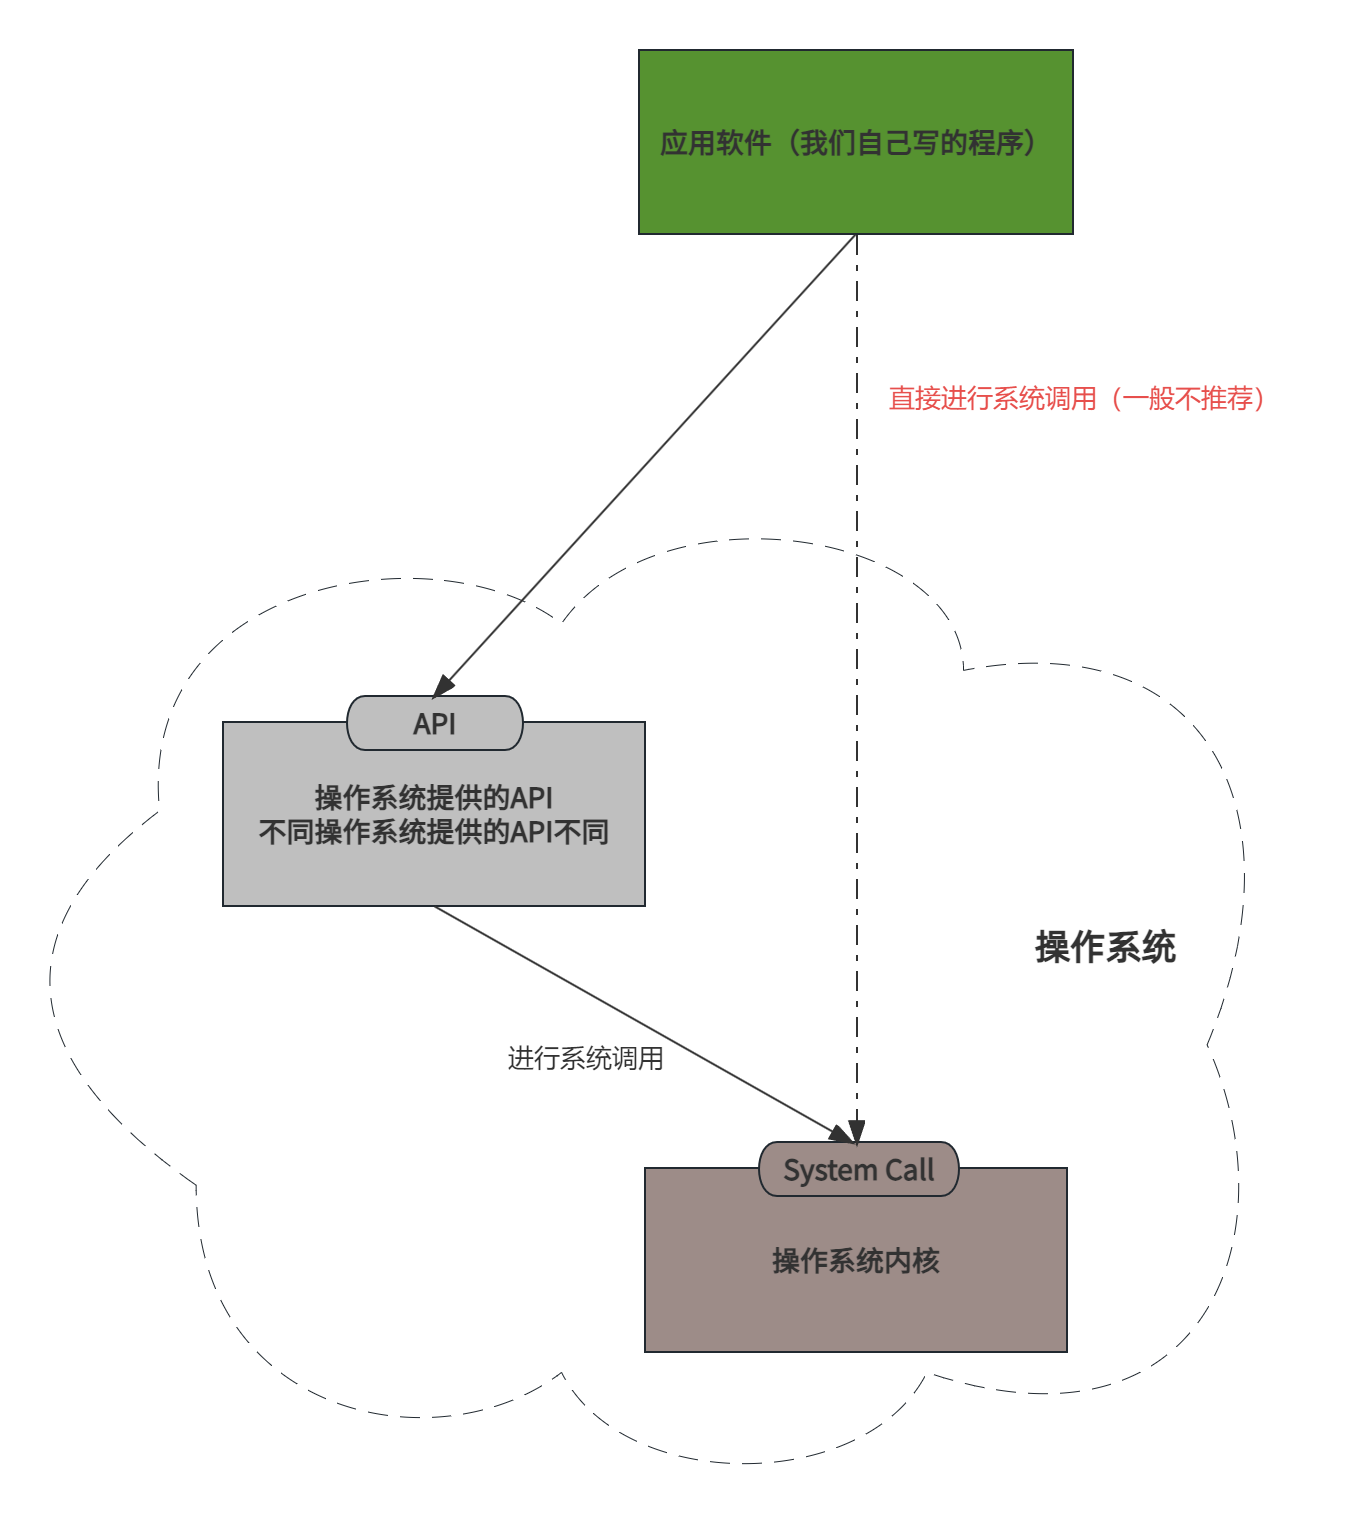 应用软件（我们自己写的程序）
直接进行系统调用（一般不推荐）
API
操作系统提供的API
不同操作系统提供的API不同
操作系统
进行系统调用
System Call
操作系统内核